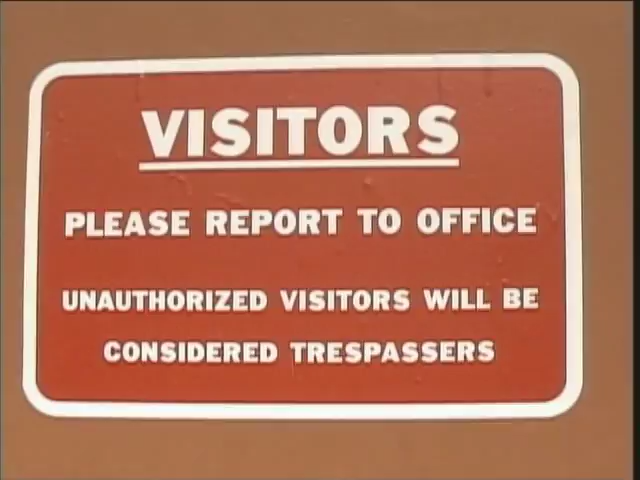 VISITORS
PLEASE REPORT TO OFFICE
UNAUTHORIZED VISITORS WILL BE
CONSIDERED TRESPASSERS